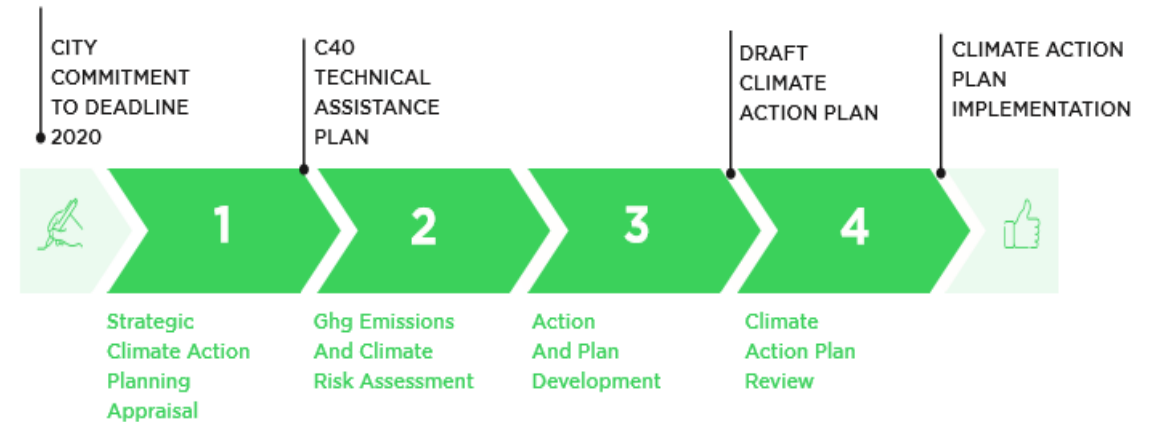 CITY
COMMITMENT
TO DEADLINE
2020
C40
TECHNICAL
ASSISTANCE
PLAN
DRAFT
CLIMATE
ACTION PLAN
CLIMATE ACTION
PLAN
IMPLEMENTATION
1
2
3
4
Strategic
Climate Action
Planning
Appraisal
Ghg Emissions
And Climate
Risk Assessment
Action
And Plan
Development
Climate
Action Plan
Review